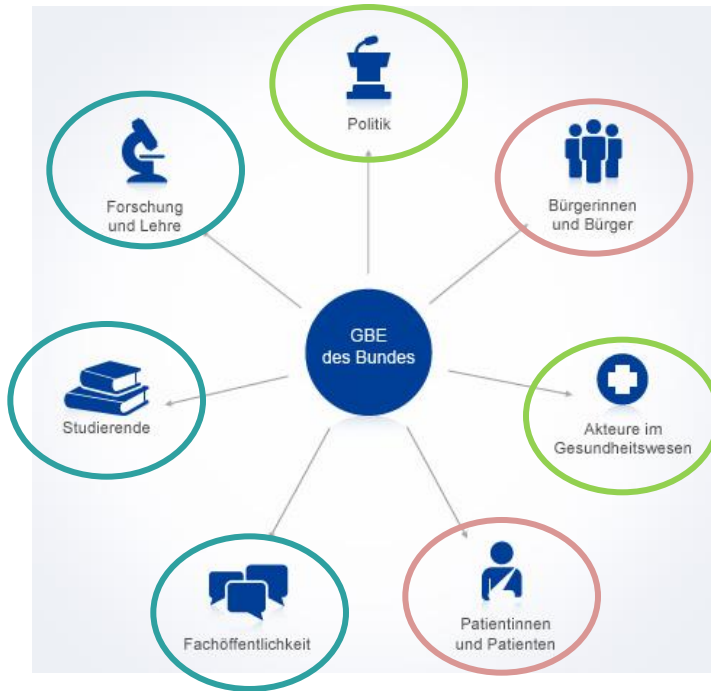 Politik
Forschung
und Lehre
Bürgerinnen
und Bürger
GBE
des Bundes
Studierende
Akteure im
Gesundheitswesen
Fachöffentlichkeit
Patientinnen
und Patienten